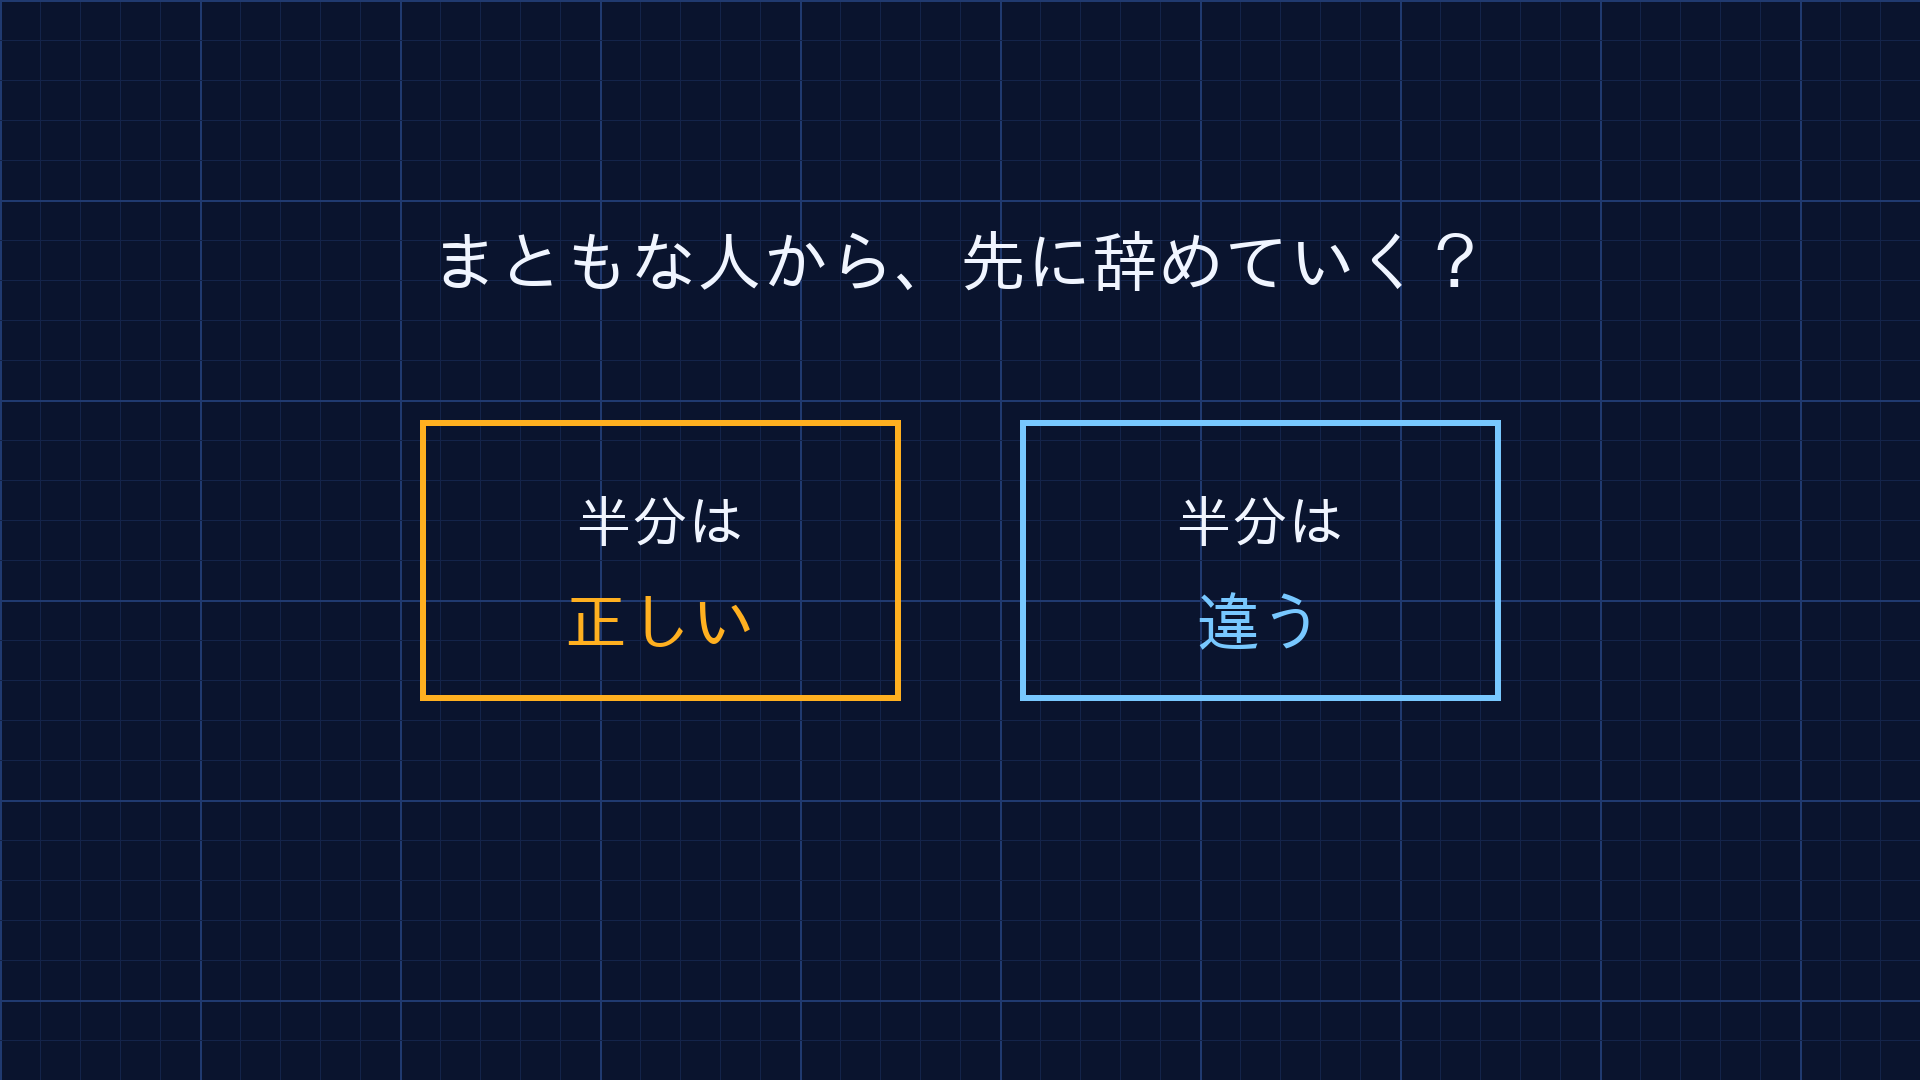 まともな人から、先に辞めていく？
半分は
正しい
半分は
違う